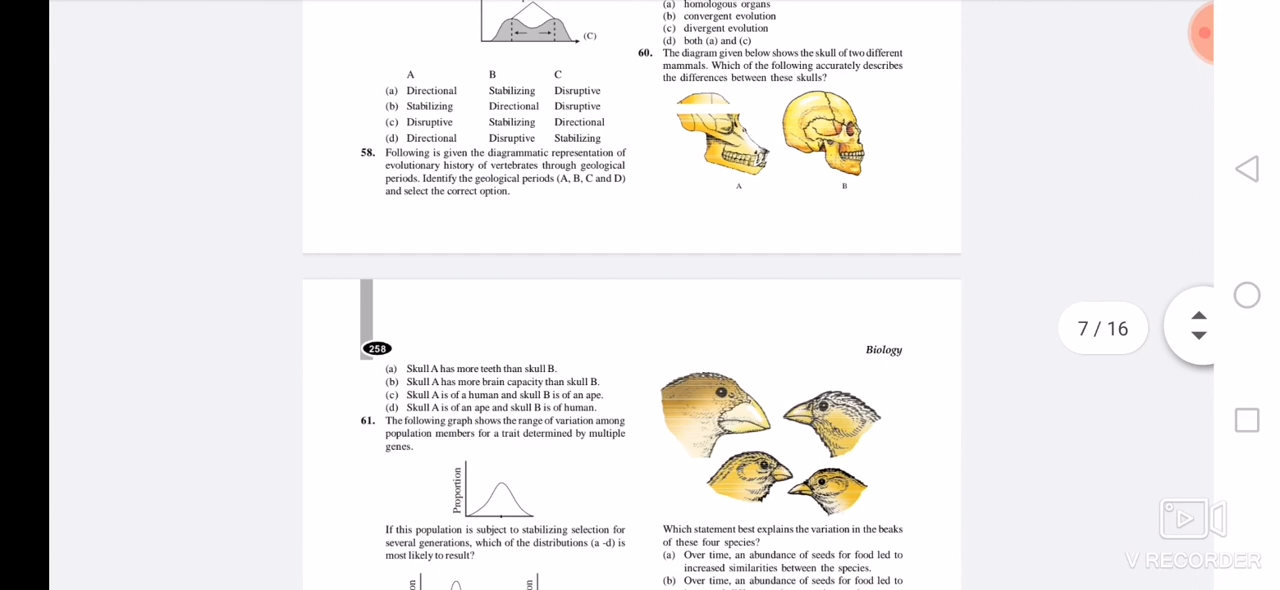 (C)
A B C
(a) Directional Stabilizing Disruptive
(b) Stabilizing Directional Disruptive
(c) Disruptive Stabilizing Directional
(d) Directional Disruptive Stabilizing
58. Following is given the diagrammatic representation of
evolutionary history of vertebrates through geological
periods. Identify the geological periods (A, B, C and D)
and select the correct option.
(a) homologous organs
(b) convergent evolution
(c) divergent evolution
(d) both (a) and (c)
60. The diagram given below shows the skull of two different
mammals. Which of the following accurately describes
the differences between these skulls?
A B
258
Biology
(a) Skull A has more teeth than skull B.
(b) Skull A has more brain capacity than skull B.
(c) Skull A is of a human and skull B is of an ape.
(d) Skull A is of an ape and skull B is of human.
61. The following graph shows the range of variation among
population members for a trait determined by multiple
genes.
Proportion
If this population is subject to stabilizing selection for
several generations, which of the distributions (a -d) is
most likely to result?
Which statement best explains the variation in the beaks
of these four species?
(a) Over time, an abundance of seeds for food led to
increased similarities between the species.
(b) Over time, an abundance of seeds for food led to
7 / 16
V RECORDER